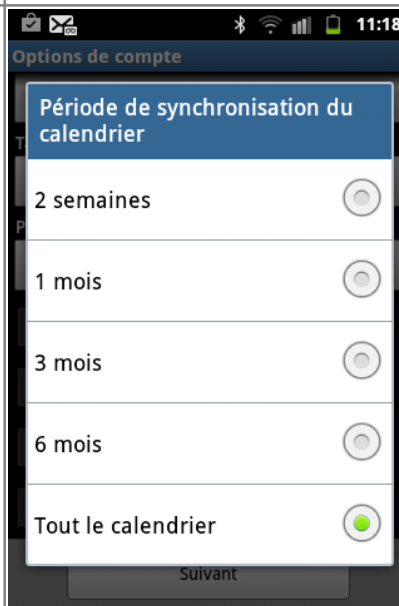 11:18
Options de compte
Période de synchronisation du
calendrier
2 semaines
1 mois
3 mois
6 mois
Tout le calendrier
Suivant